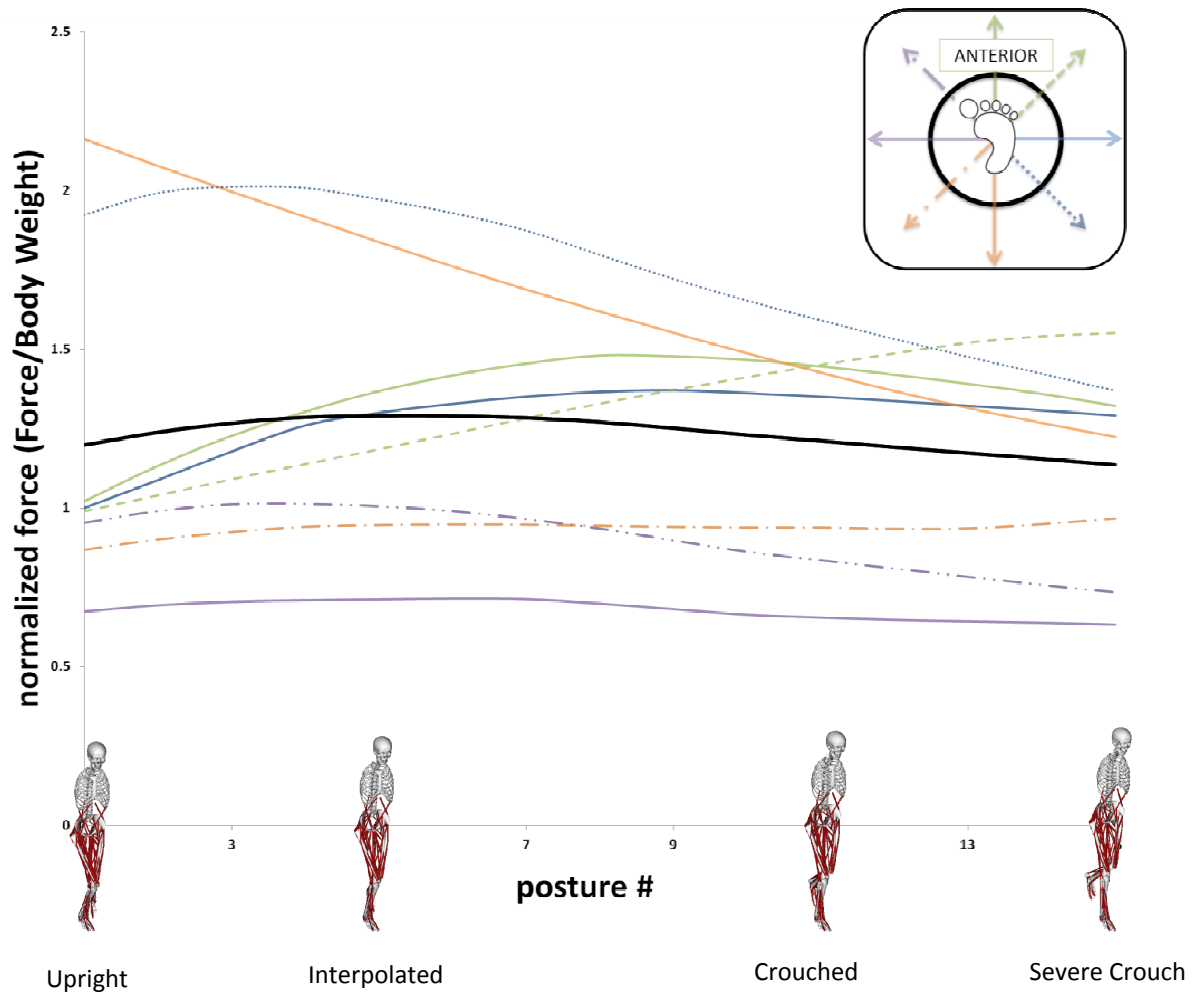 2.5
ANTERIOR
2
1.5
1
0.5
0
normalized force (Force/Body Weight)
3
7
9
13
posture #
Upright
Interpolated
Crouched
Severe Crouch